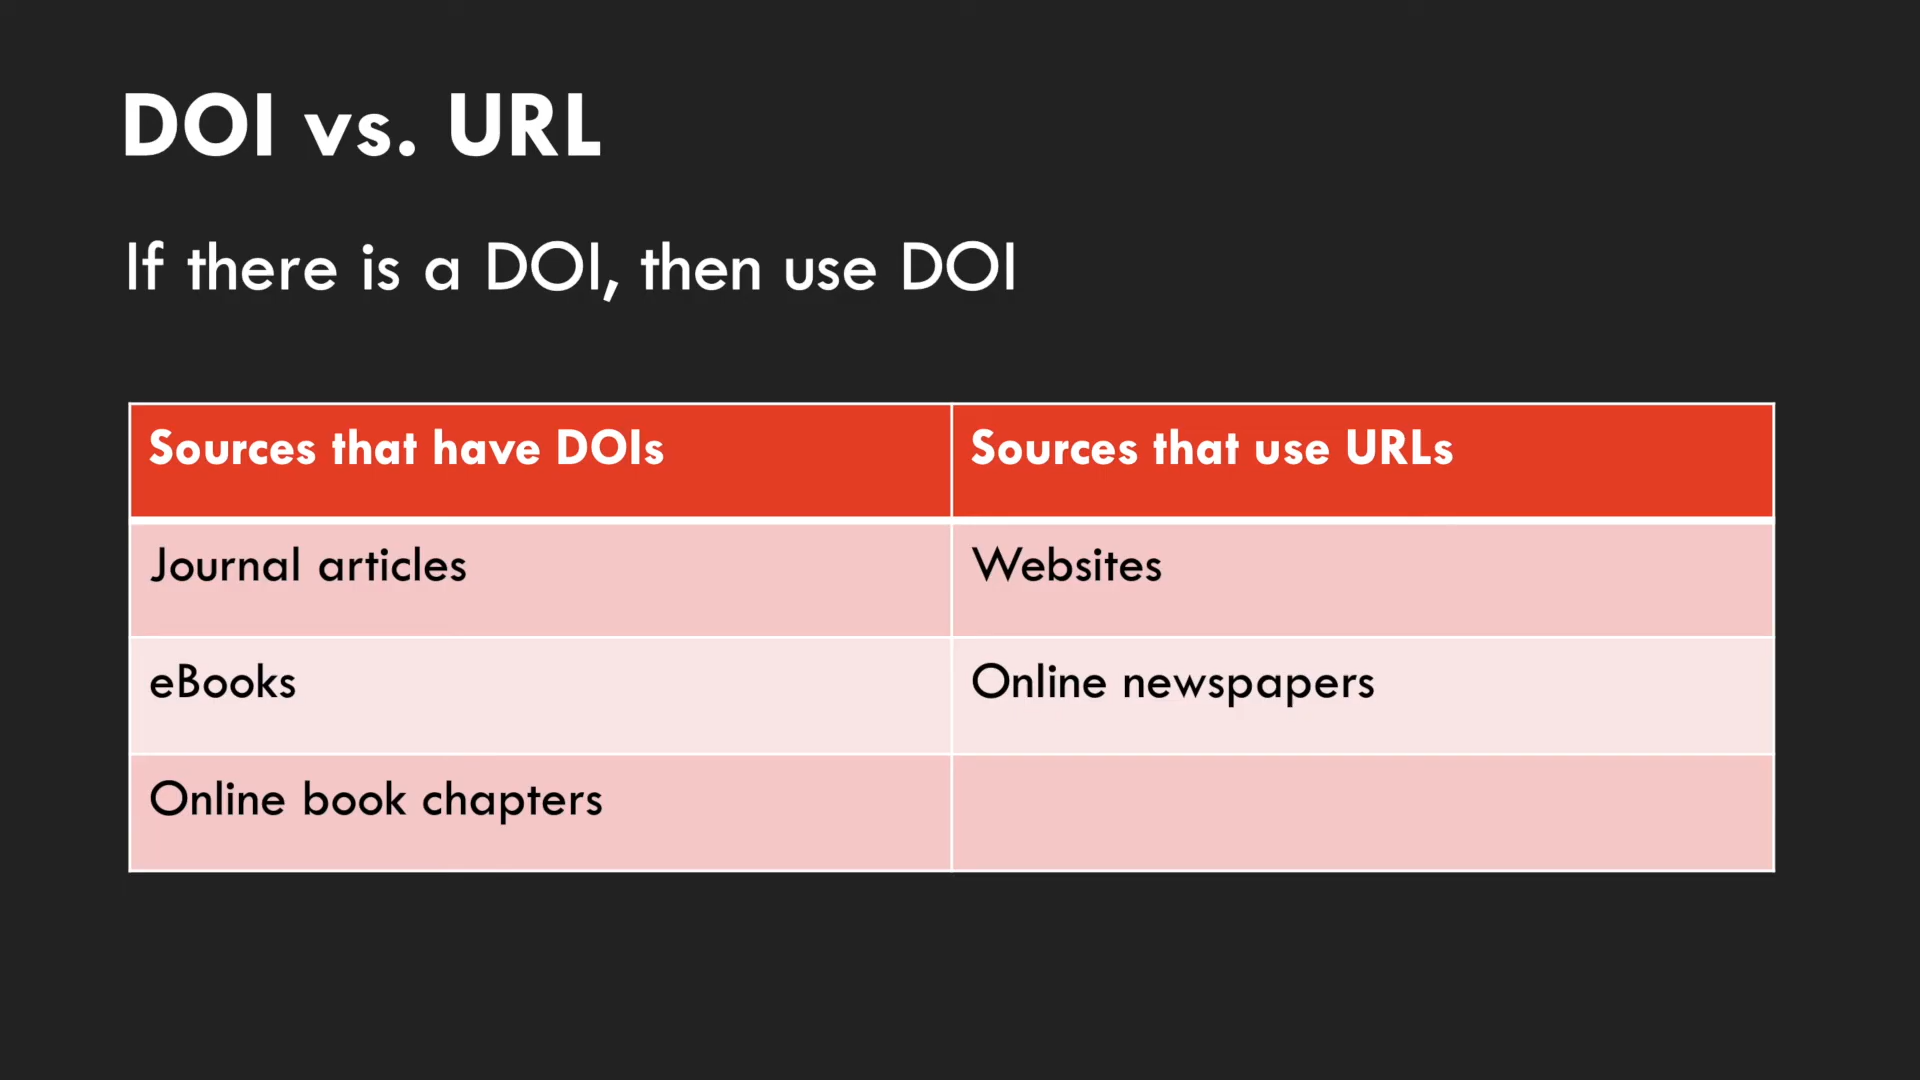 DOI vs. URL
If there is a DOI, then use DOI
Sources that have DOIs
Sources that use URLs
Journal articles
Websites
eBooks
Online newspapers
Online book chapters